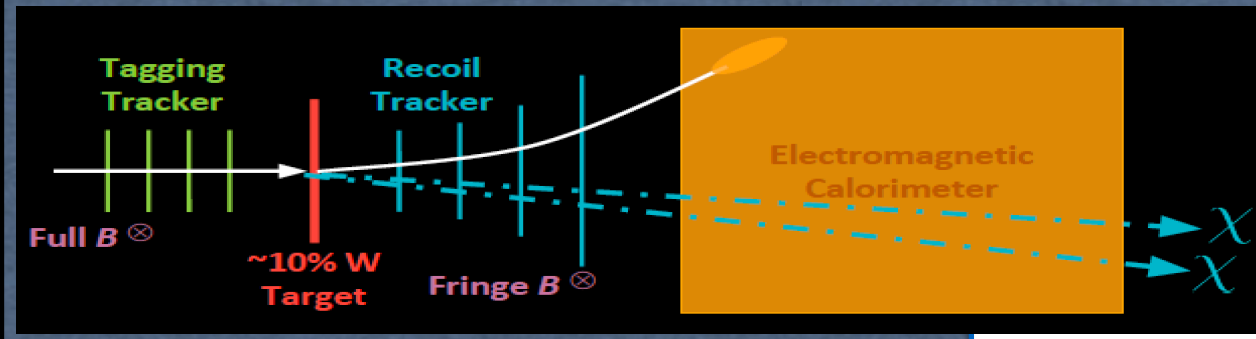 Tagging
Tracker
Recoil
Tracker
Electromagnetic
Calorimeter
Full B ⊗
~10% W
Target
Fringe B ⊗
χ
χ